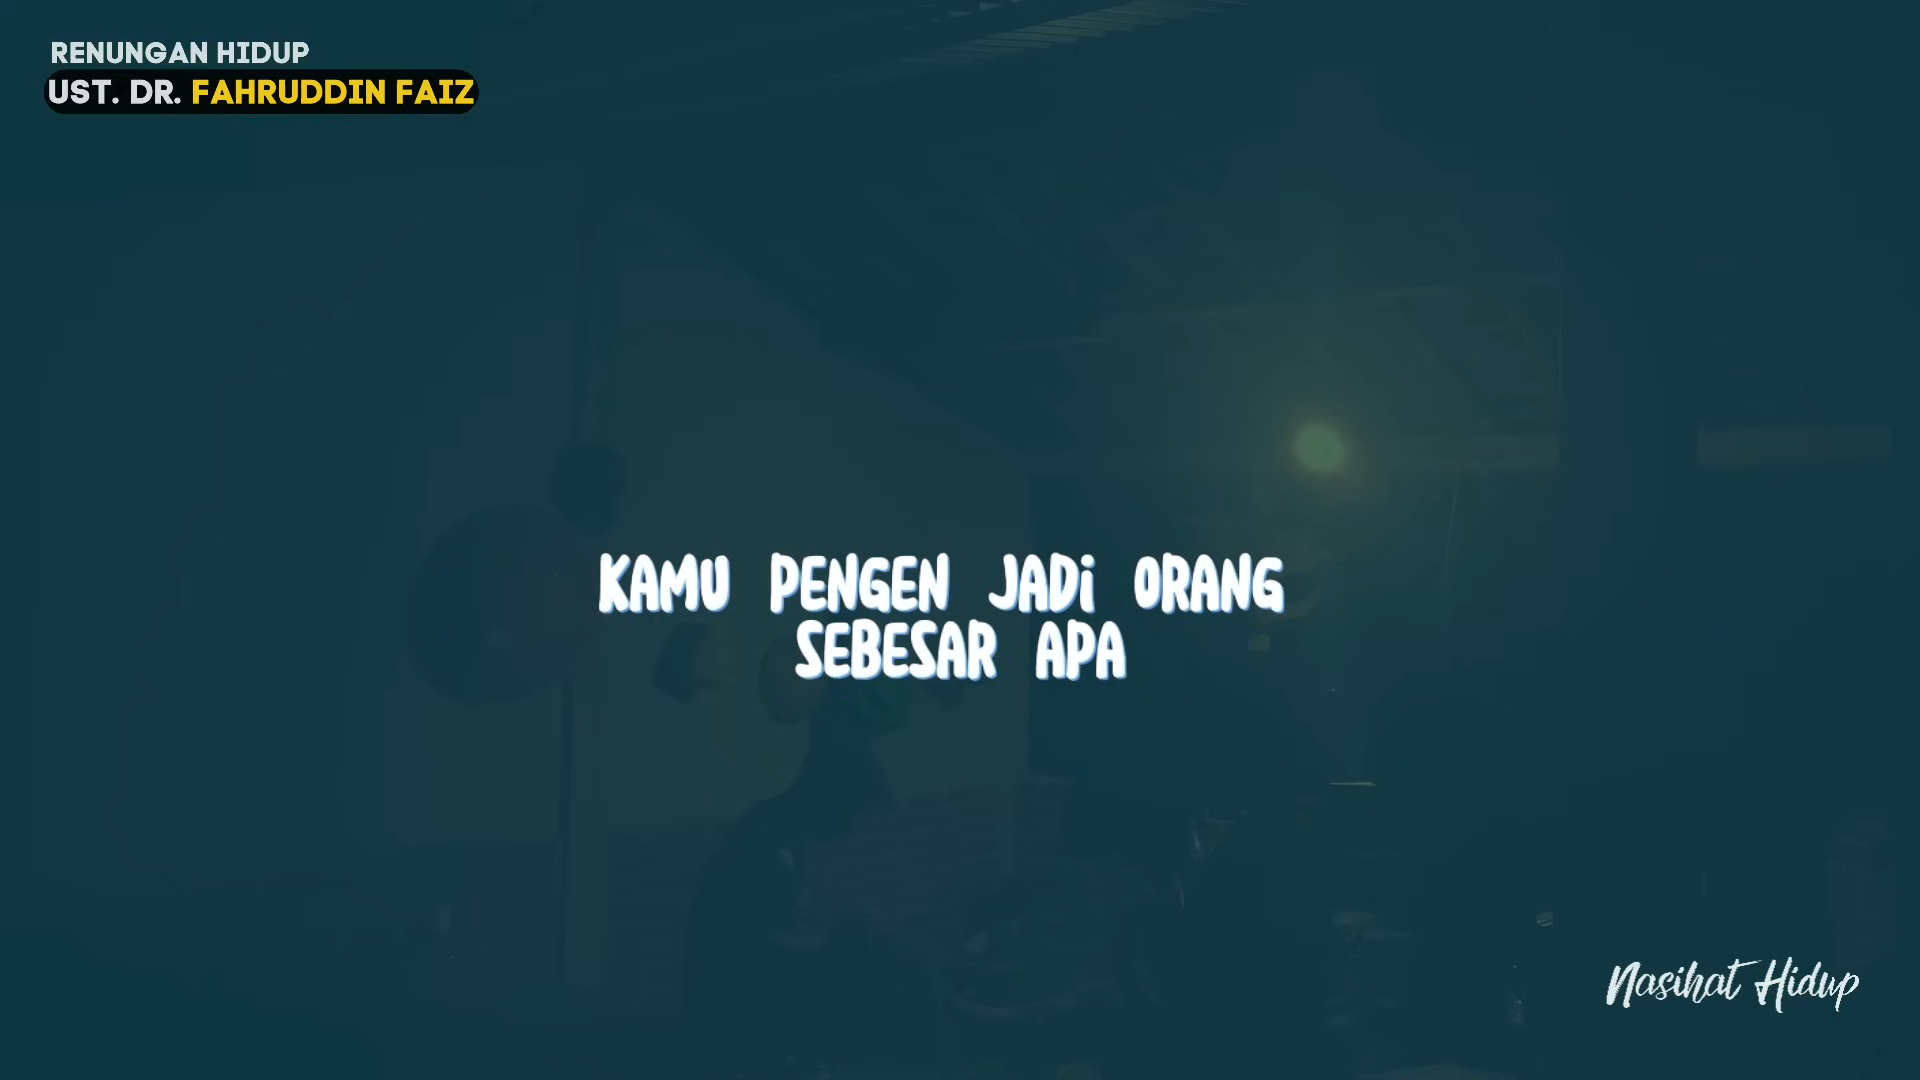 RENUNGAN HIDUP
UST. DR. FAHRUDDIN FAIZ
KAMU PENGEN JADi ORANG
SEBESAR APA
Nasihat Hidup